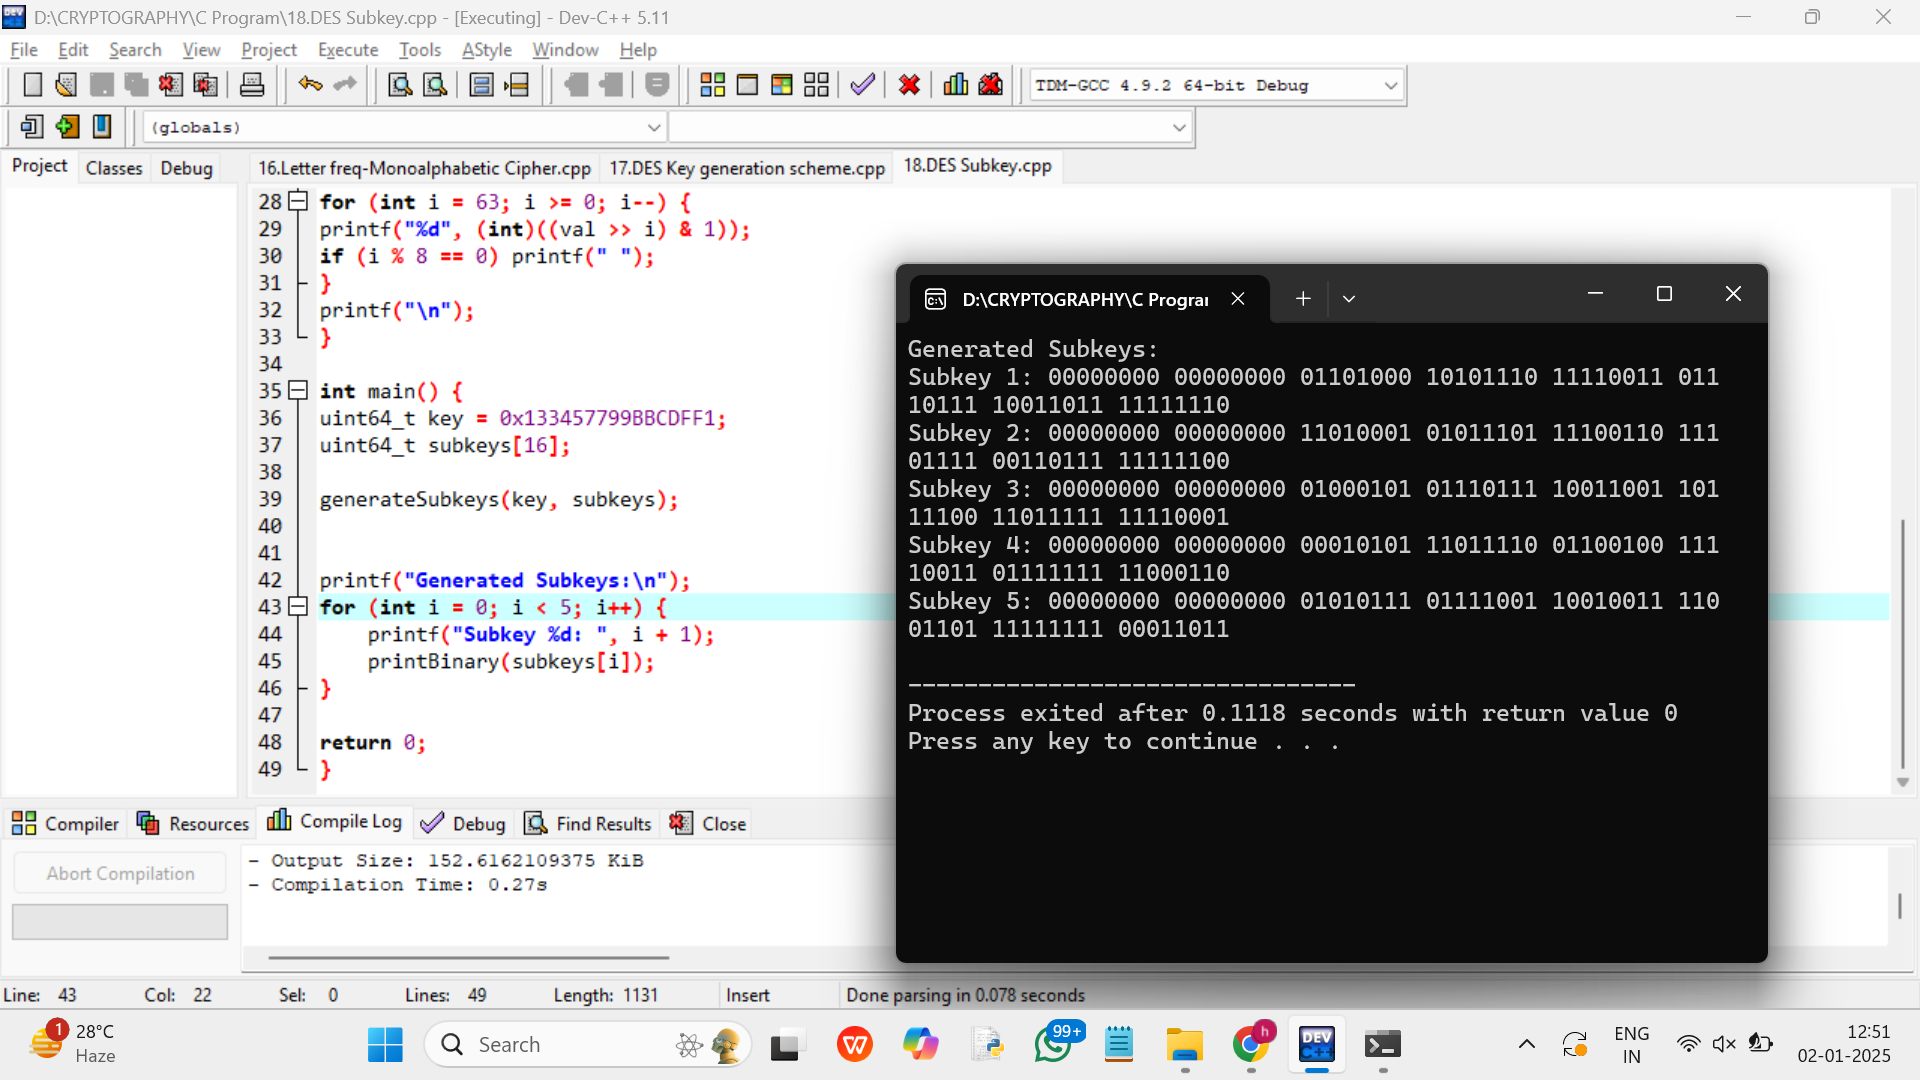 D:\CRYPTOGRAPHY\C Program\18.DES Subkey.cpp - [Executing] - Dev-C++ 5.11
File Edit Search View Project Execute Tools AStyle Window Help
TDM-GCC 4.9.2 64-bit Debug
(globals)
Project Classes Debug
16.Letter freq-Monoalphabetic Cipher.cpp 17.DES Key generation scheme.cpp 18.DES Subkey.cpp
28 for (int i = 63; i >= 0; i--) {
29 printf("%d", (int)((val >> i) & 1));
30 if (i % 8 == 0) printf(" ");
31 }
32 printf("\n");
33 }
34
35 int main() {
36 uint64_t key = 0x133457799BBCDFF1;
37 uint64_t subkeys[16];
38
39 generateSubkeys(key, subkeys);
40
41
42 printf("Generated Subkeys:\n");
43 for (int i = 0; i < 5; i++) {
44 printf("Subkey %d: ", i + 1);
45 printBinary(subkeys[i]);
46 }
47
48 return 0;
49 }
D:\CRYPTOGRAPHY\C Progra
Generated Subkeys:
Subkey 1: 00000000 00000000 01101000 10101110 11110011 011
10111 10011011 11111110
Subkey 2: 00000000 00000000 11010001 01011101 11100110 111
01111 00110111 11111100
Subkey 3: 00000000 00000000 01000101 01110111 10011001 101
11100 11011111 11110001
Subkey 4: 00000000 00000000 00010101 11011110 01100100 111
10011 01111111 11000110
Subkey 5: 00000000 00000000 01010111 01111001 10010011 110
01101 11111111 00011011
--------------------------------
Process exited after 0.1118 seconds with return value 0
Press any key to continue . . .
Compiler Resources Compile Log Debug Find Results Close
Abort Compilation
- Output Size: 152.6162109375 KiB
- Compilation Time: 0.27s
Line: 43 Col: 22 Sel: 0 Lines: 49 Length: 1131 Insert Done parsing in 0.078 seconds
1
28°C
Haze
Search
99+
h
DEV
C++
ENG
IN
12:51
02-01-2025